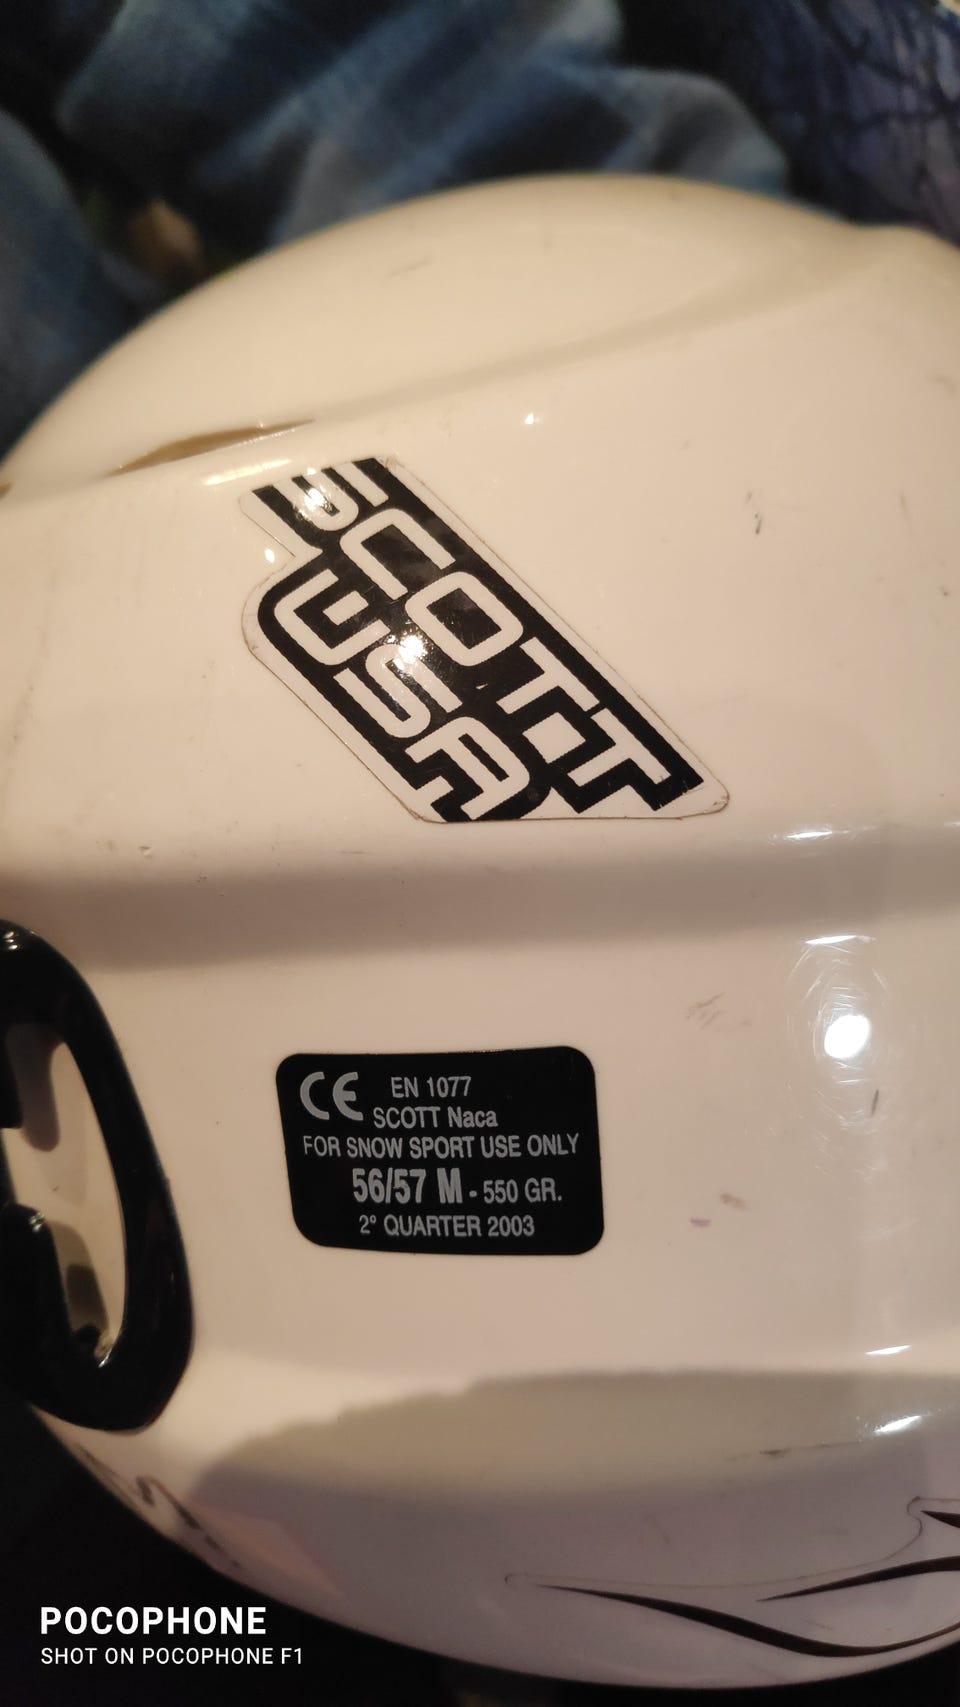 SCOTT
USA
CE EN 1077
SCOTT Naca
FOR SNOW SPORT USE ONLY
56/57 M - 550 GR.
2° QUARTER 2003
POCOPHONE
SHOT ON POCOPHONE F1